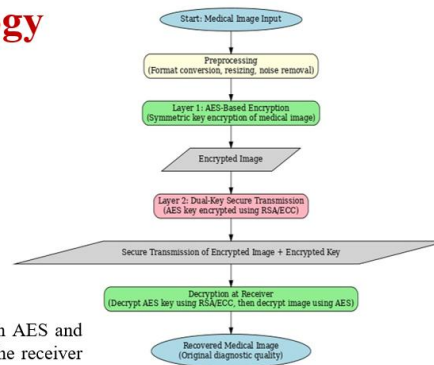 gy
Start: Medical Image Input
Preprocessing
(Format conversion, resizing, noise removal)
Layer 1: AES-Based Encryption
(Symmetric key encryption of medical image)
Encrypted Image
Layer 2: Dual-Key Secure Transmission
(AES key encrypted using RSA/ECC)
Secure Transmission of Encrypted Image + Encrypted Key
Decryption at Receiver
(Decrypt AES key using RSA/ECC, then decrypt image using AES)
AES and
receiver
Recovered Medical Image
(Original diagnostic quality)